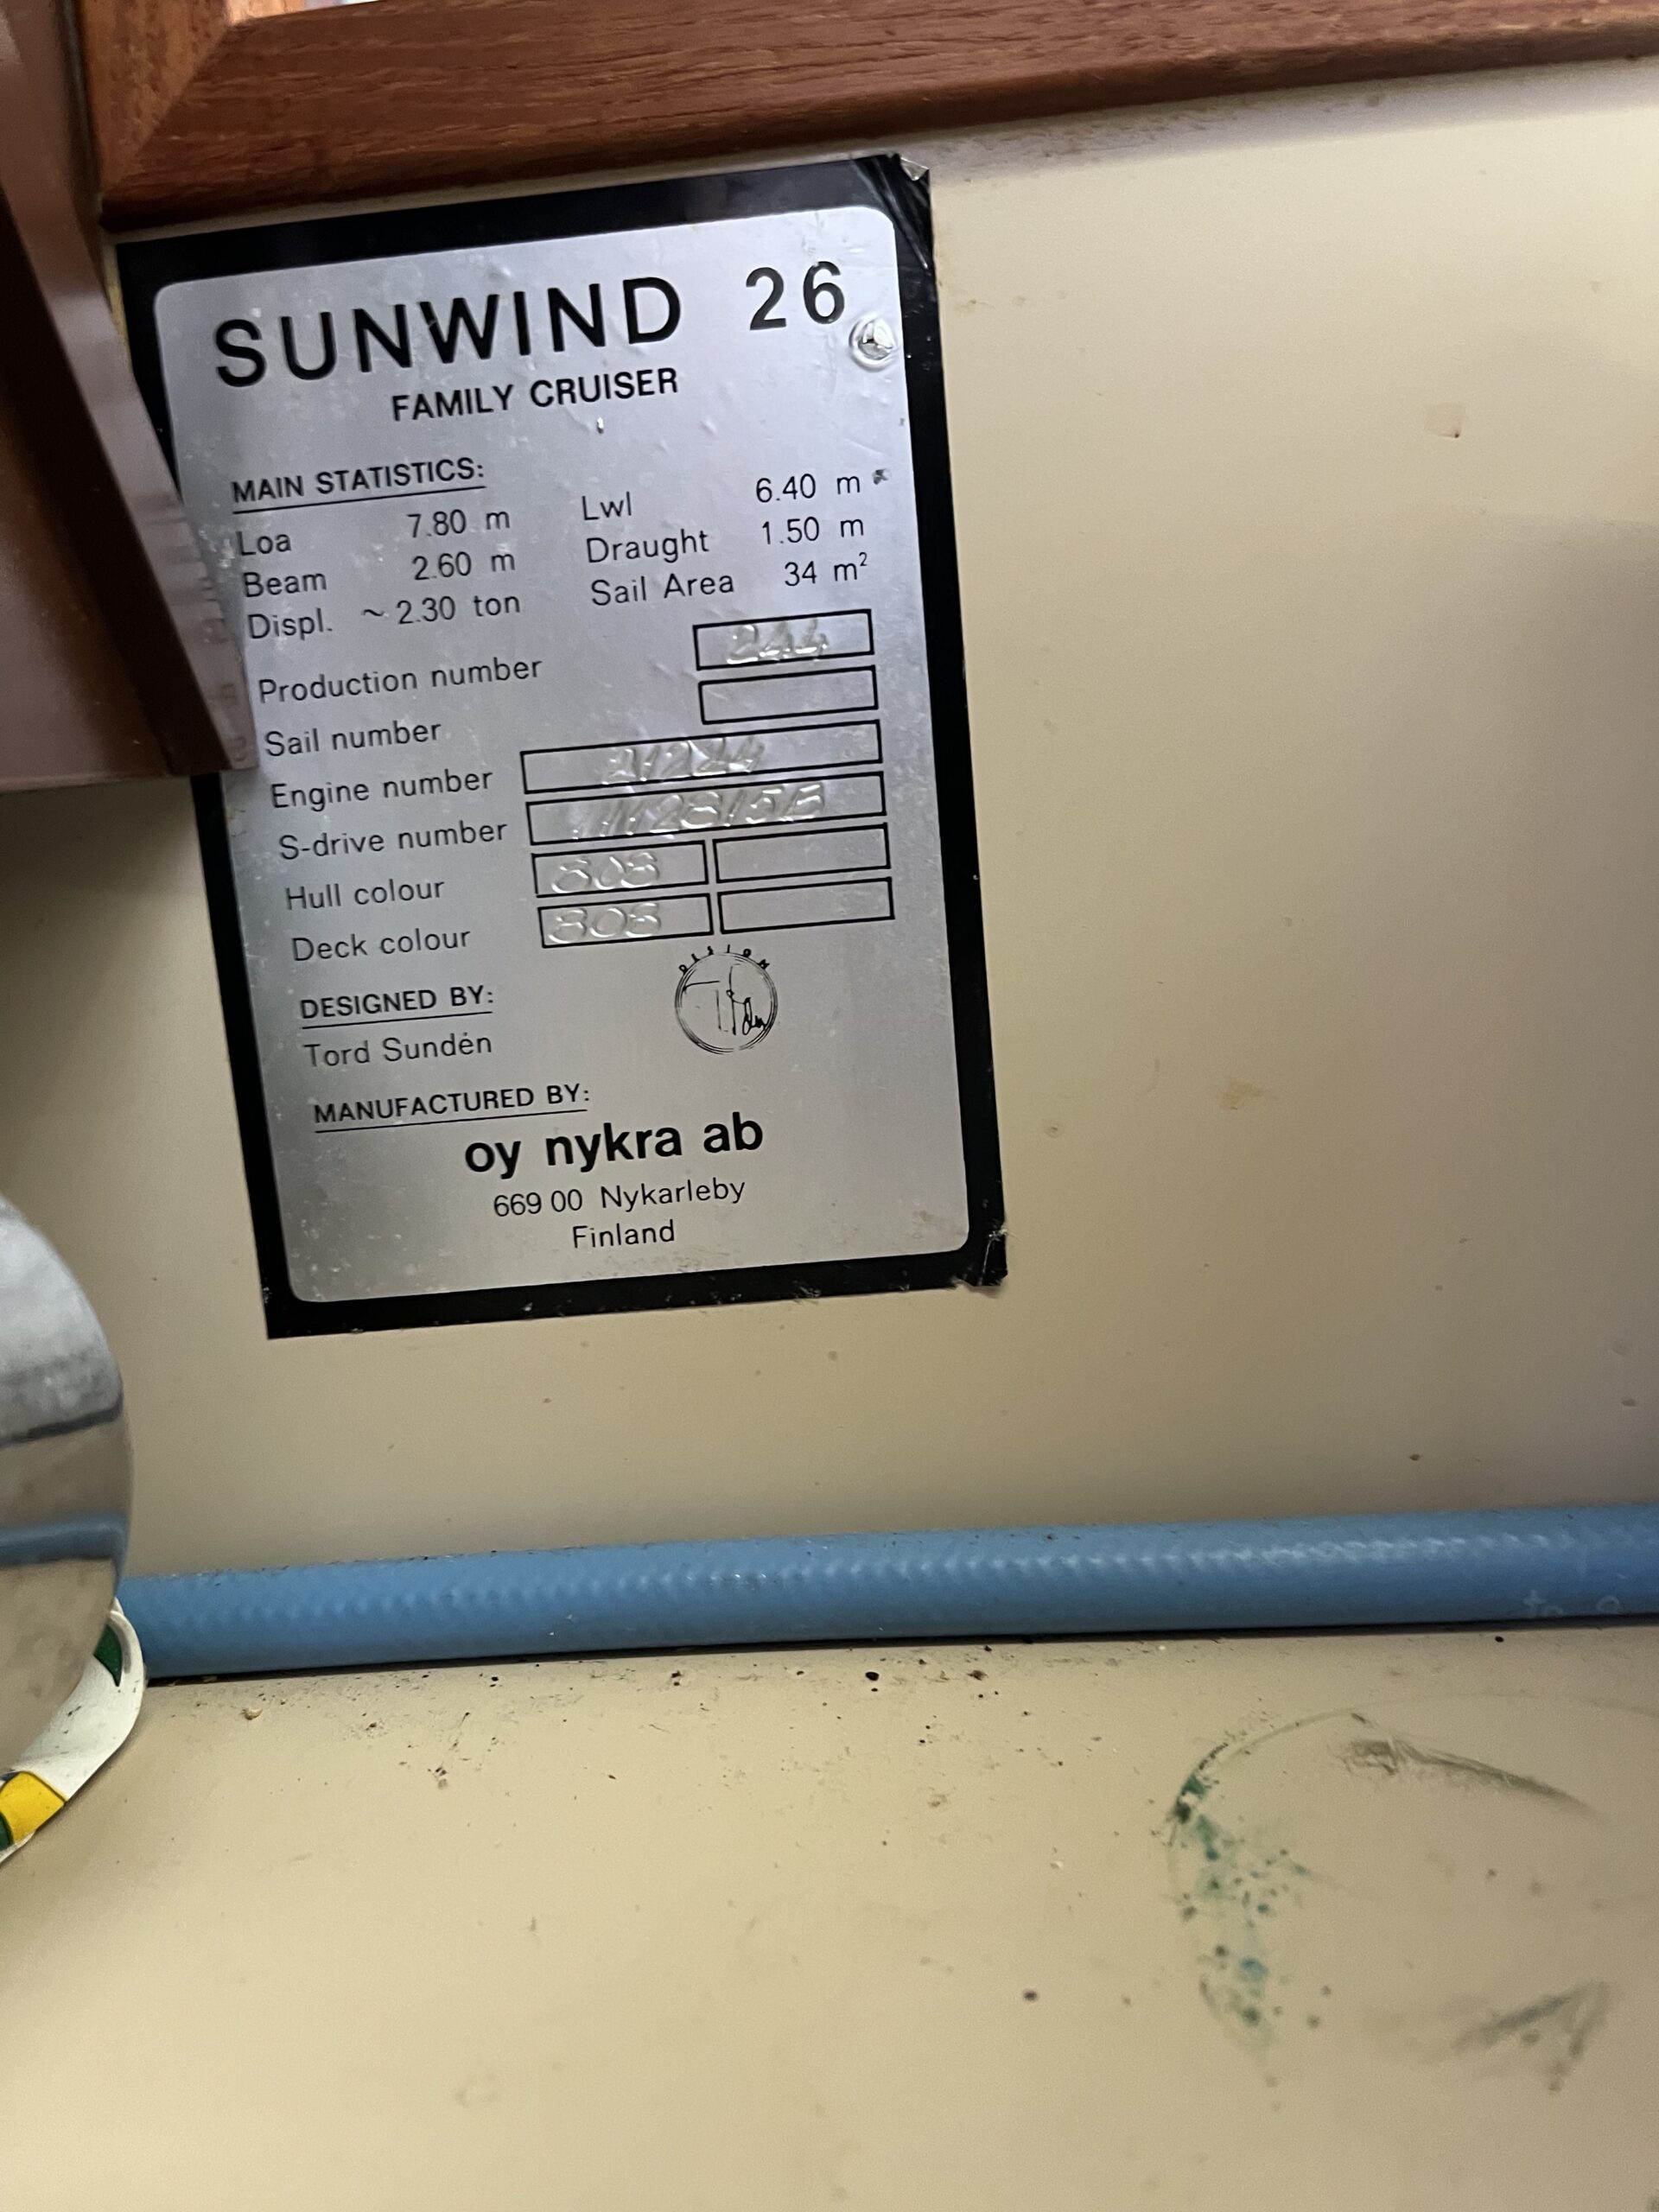 SUNWIND 26
FAMILY CRUISER
MAIN STATISTICS:
Loa 7.80 m Lwl 6.40 m
Beam 2.60 m Draught 1.50 m
Displ. ~ 2.30 ton Sail Area 34 m²
Production number 244
Sail number
Engine number
S-drive number
Hull colour 808
Deck colour 808
DESIGNED BY:
DESIGN
Tord Sundén
MANUFACTURED BY:
oy nykra ab
669 00 Nykarleby
Finland